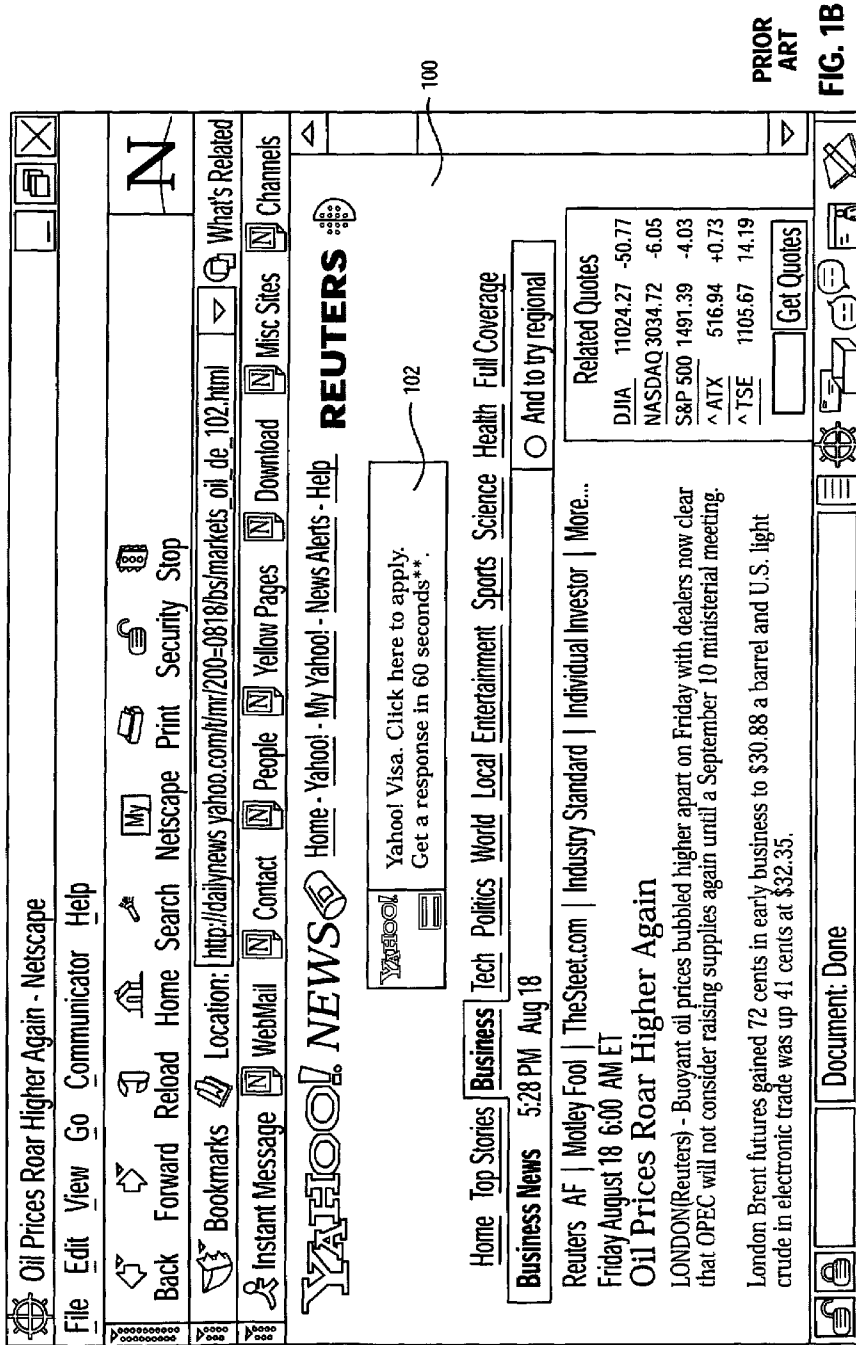 Oil Prices Roar Higher Again - Netscape
File Edit View Go Communicator Help
My N
Back Forward Reload Home Search Netscape Print Security Stop
Bookmarks Location: http://dailynews yahoo.com/t/mr/200=0818/bs/markets_oil_de_102.html What's Related
Instant Message N WebMail N Contact N People N Yellow Pages N Download N Misc Sites N Channels
YAHOO! NEWS Home - Yahoo! - My Yahoo! - News Alerts - Help REUTERS
100
YAHOO! Yahoo! Visa. Click here to apply.
Get a response in 60 seconds**.
102
Home Top Stories Business Tech Politics World Local Entertainment Sports Science Health Full Coverage
Business News 5:28 PM Aug 18 And to try regional
Reuters AF | Motley Fool | TheSteet.com | Industry Standard | Individual Investor | More...
Friday August 18 6:00 AM ET
Oil Prices Roar Higher Again
LONDON(Reuters) - Buoyant oil prices bubbled higher apart on Friday with dealers now clear
that OPEC will not consider raising supplies again until a September 10 ministerial meeting.
London Brent futures gained 72 cents in early business to $30.88 a barrel and U.S. light
crude in electronic trade was up 41 cents at $32.35.
Related Quotes
DJIA 11024.27 -50.77
NASDAQ 3034.72 -6.05
S&P 500 1491.39 -4.03
^ ATX 516.94 +0.73
^ TSE 1105.67 14.19
Get Quotes
Document: Done
PRIOR
ART
FIG. 1B